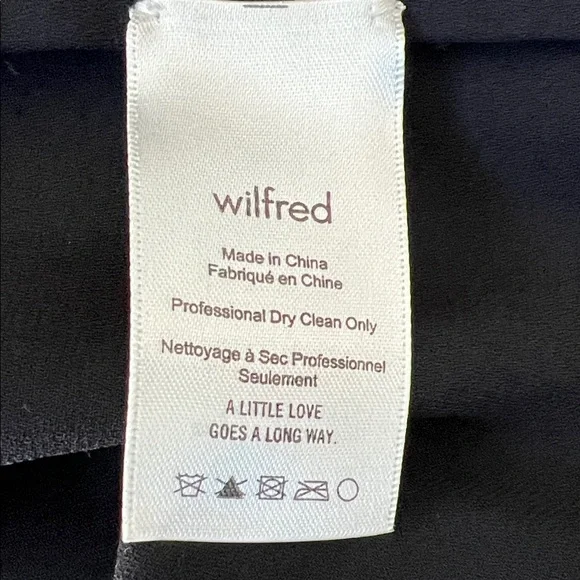 wilfred
Made in China
Fabriqué en Chine
Professional Dry Clean Only
Nettoyage à Sec Professionnel
Seulement
A LITTLE LOVE
GOES A LONG WAY.